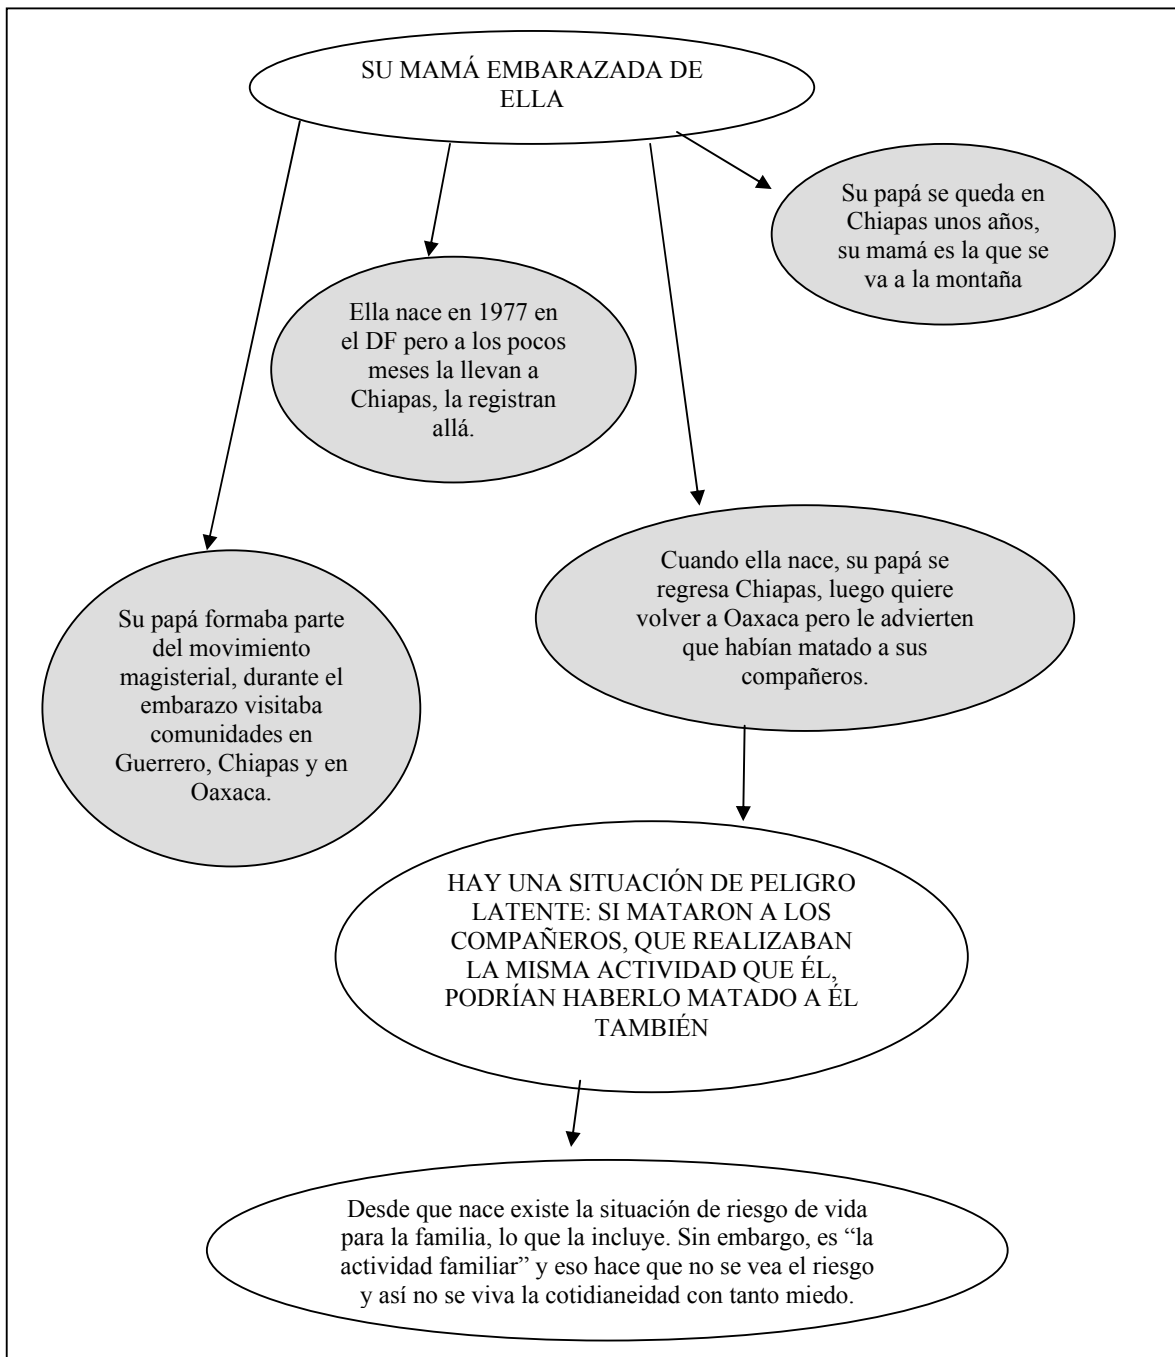 SU MAMÁ EMBARAZADA DE
ELLA
Su papá se queda en
Chiapas unos años,
su mamá es la que se
va a la montaña
Ella nace en 1977 en
el DF pero a los pocos
meses la llevan a
Chiapas, la registran
allá.
Cuando ella nace, su papá se
regresa Chiapas, luego quiere
volver a Oaxaca pero le advierten
que habían matado a sus
compañeros.
Su papá formaba parte
del movimiento
magisterial, durante el
embarazo visitaba
comunidades en
Guerrero, Chiapas y en
Oaxaca.
HAY UNA SITUACIÓN DE PELIGRO
LATENTE: SI MATARON A LOS
COMPAÑEROS, QUE REALIZABAN
LA MISMA ACTIVIDAD QUE ÉL,
PODRÍAN HABERLO MATADO A ÉL
TAMBIÉN
Desde que nace existe la situación de riesgo de vida
para la familia, lo que la incluye. Sin embargo, es “la
actividad familiar” y eso hace que no se vea el riesgo
y así no se viva la cotidianeidad con tanto miedo.